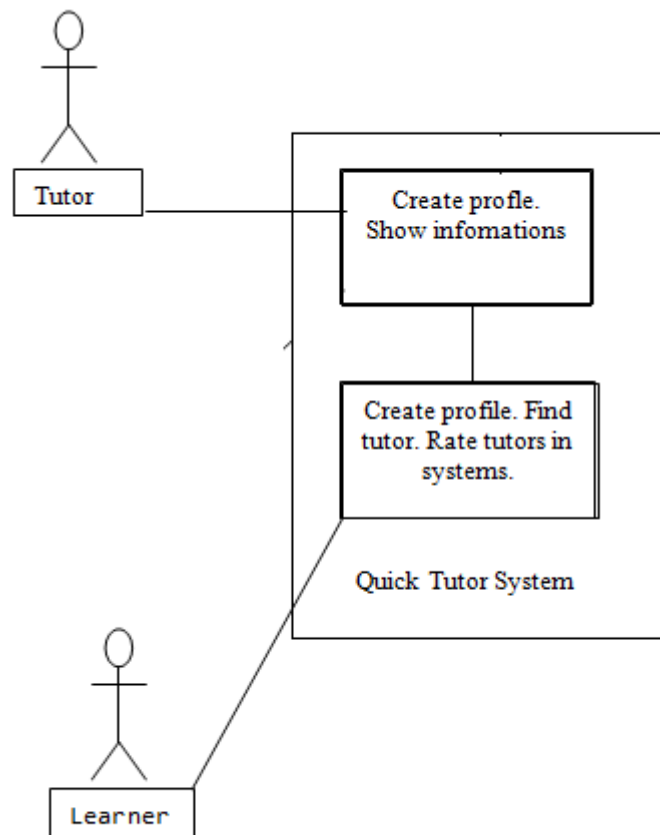 Tutor
Create profle.
Show infomations
Create profile. Find
tutor. Rate tutors in
systems.
Quick Tutor System
Learner